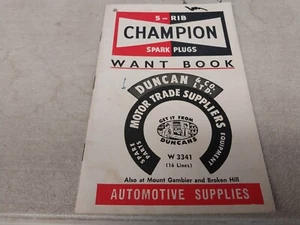 5-RIB
CHAMPION
SPARK PLUGS
WANT BOOK
DUNCAN & CO. LTD.
MOTOR TRADE SUPPLIERS
SPARE PARTS
EQUIPMENT
GET IT FROM
DUNCANS
W 3341
(16 Lines)
Also at Mount Gambier and Broken Hill
AUTOMOTIVE SUPPLIES